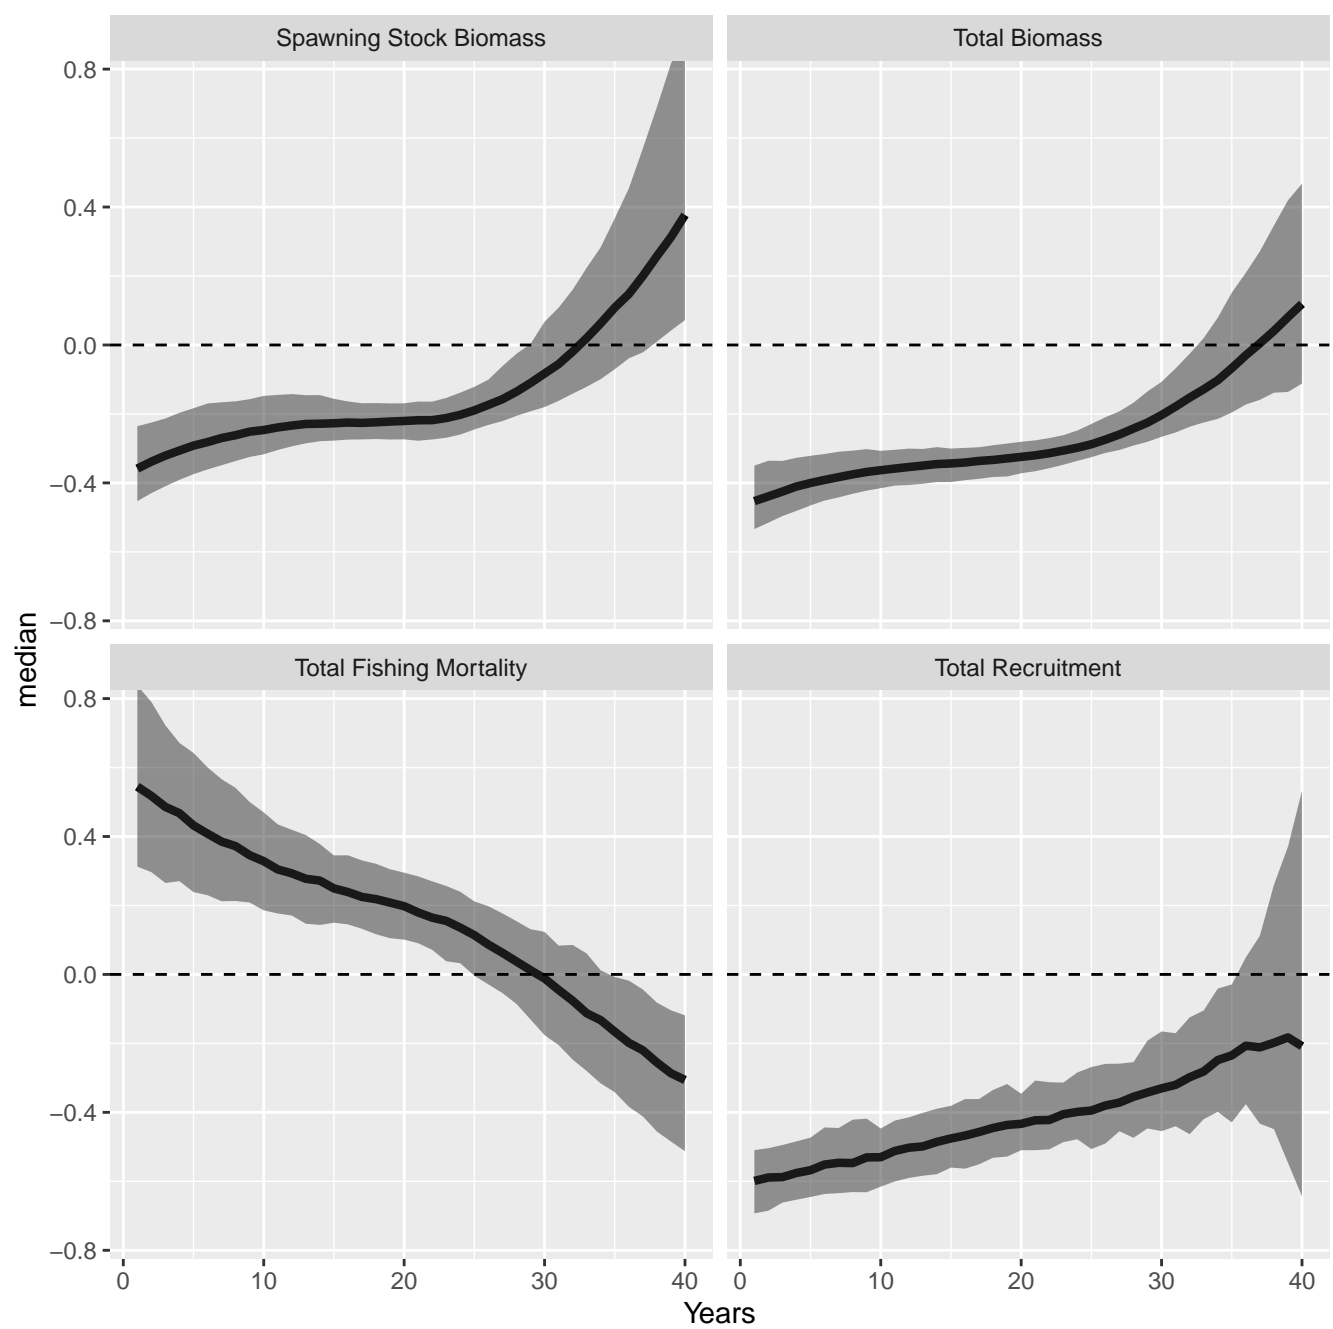 Spawning Stock Biomass
Total Biomass
0.8
0.4
0.0
−0.4
−0.8
median
Total Fishing Mortality
Total Recruitment
0.8
0.4
0.0
−0.4
−0.8
0 10 20 30 40
0 10 20 30 40
Years